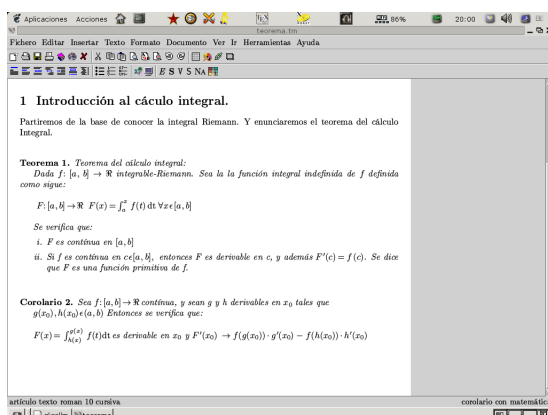 Aplicaciones Acciones 86% 20:00
teorema.tm
Fichero Editar Insertar Texto Formato Documento Ver Ir Herramientas Ayuda
E S V S NA
1 Introducción al cáculo integral.
Partiremos de la base de conocer la integral Riemann. Y enunciaremos el teorema del cálculo
Integral.
Teorema 1. Teorema del cálculo integral:
Dada f: [a, b] → ℜ integrable-Riemann. Sea la la función integral indefinida de f definida
como sigue:
F: [a, b] → ℜ F(x) = ∫_a^x f(t) dt ∀x ϵ [a, b]
Se verifica que:
i. F es contínua en [a, b]
ii. Si f es contínua en cϵ[a, b], entonces F es derivable en c, y además F′(c) = f(c). Se dice
que F es una función primitiva de f.
Corolario 2. Sea f: [a, b] → ℜ contínua, y sean g y h derivables en x₀ tales que
g(x₀), h(x₀) ϵ (a, b) Entonces se verifica que:
F(x) = ∫_{h(x)}^{g(x)} f(t)dt es derivable en x₀ y F′(x₀) → f(g(x₀)) · g′(x₀) − f(h(x₀)) · h′(x₀)
artículo texto roman 10 cursiva corolario con matemátic
teorema